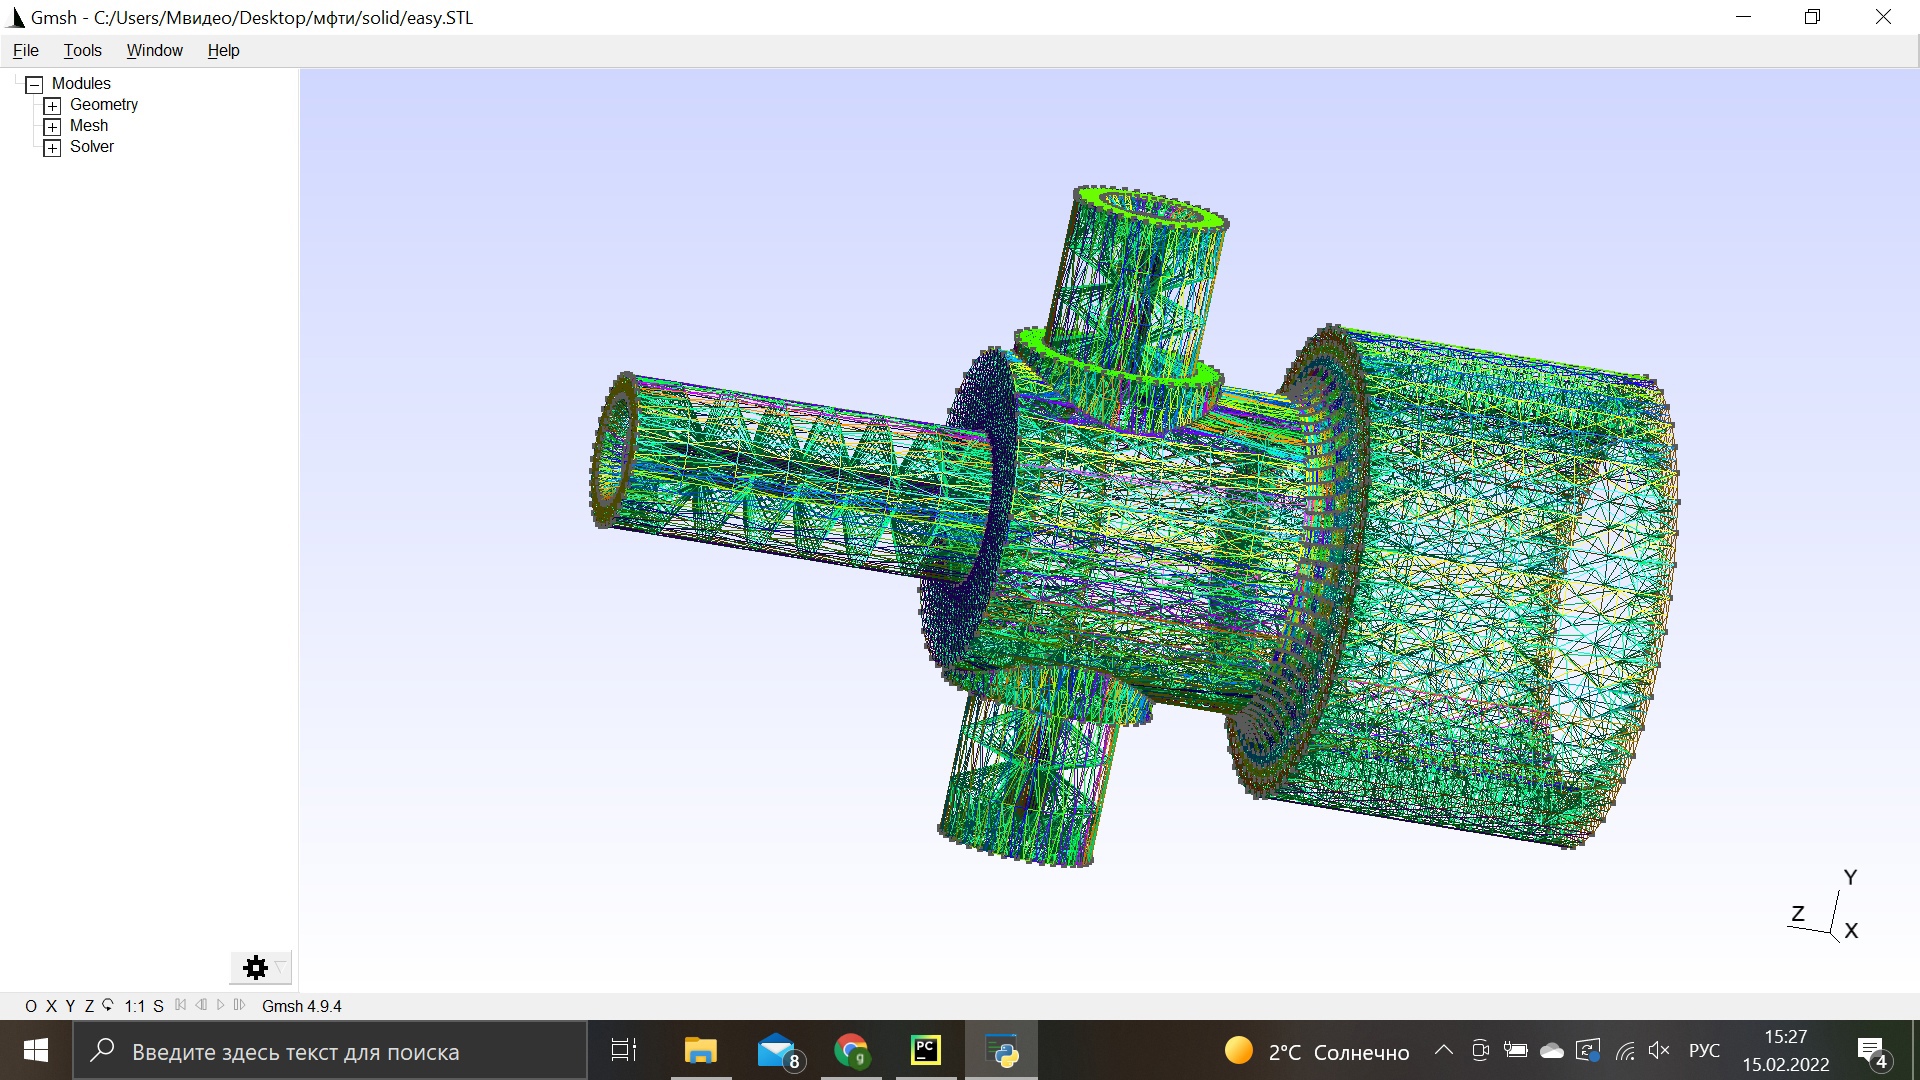 Gmsh - C:/Users/Мвидео/Desktop/мфти/solid/easy.STL
File Tools Window Help
Modules
Geometry
Mesh
Solver
Y
Z
X
O X Y Z 1:1 S Gmsh 4.9.4
Введите здесь текст для поиска
8
g
PC
2°C Солнечно
РУС
15:27
15.02.2022
4